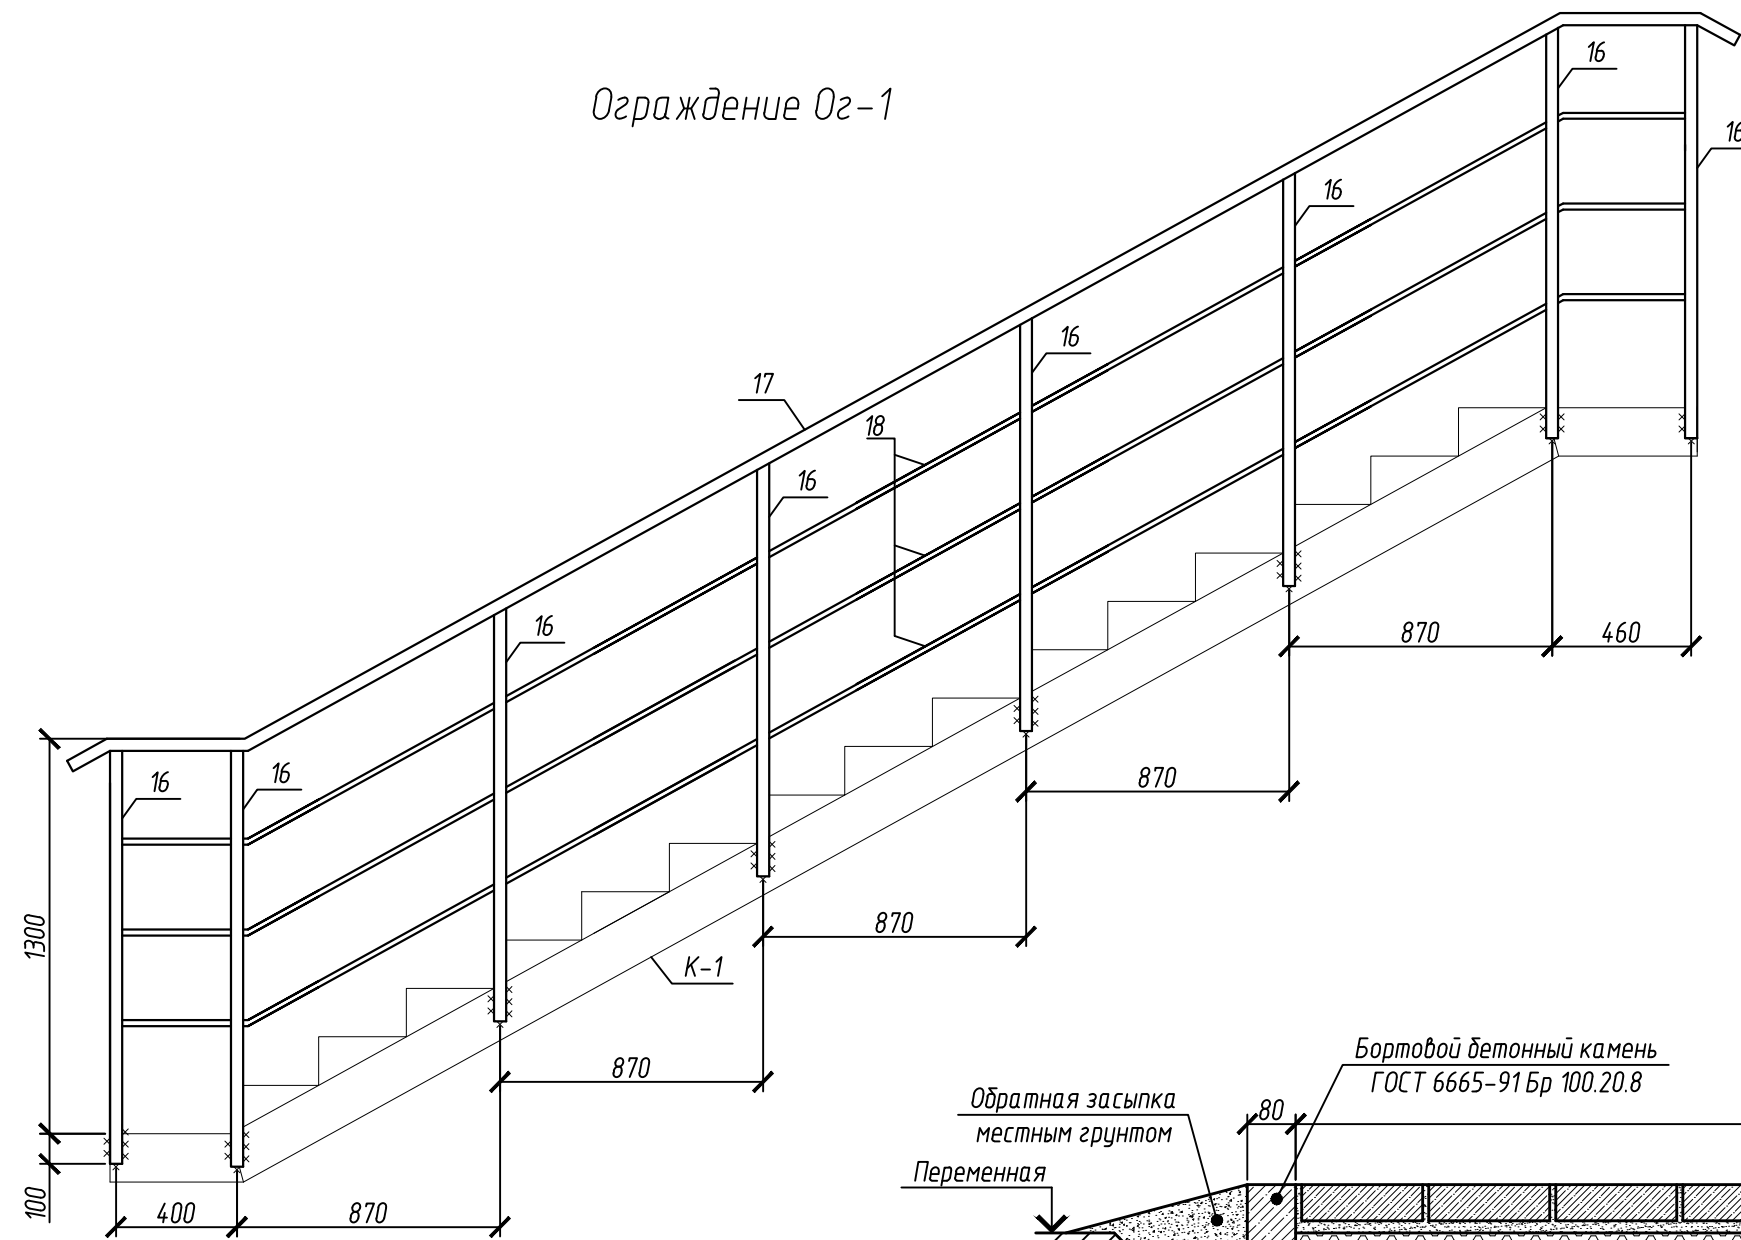 Ограждение Ог-1
16
16
16
16
17
18
16
16
870
460
16
16
870
1300
870
К-1
870
100
400
870
Бортовой бетонный камень
ГОСТ 6665-91 Бр 100.20.8
Обратная засыпка
местным грунтом
80
Переменная